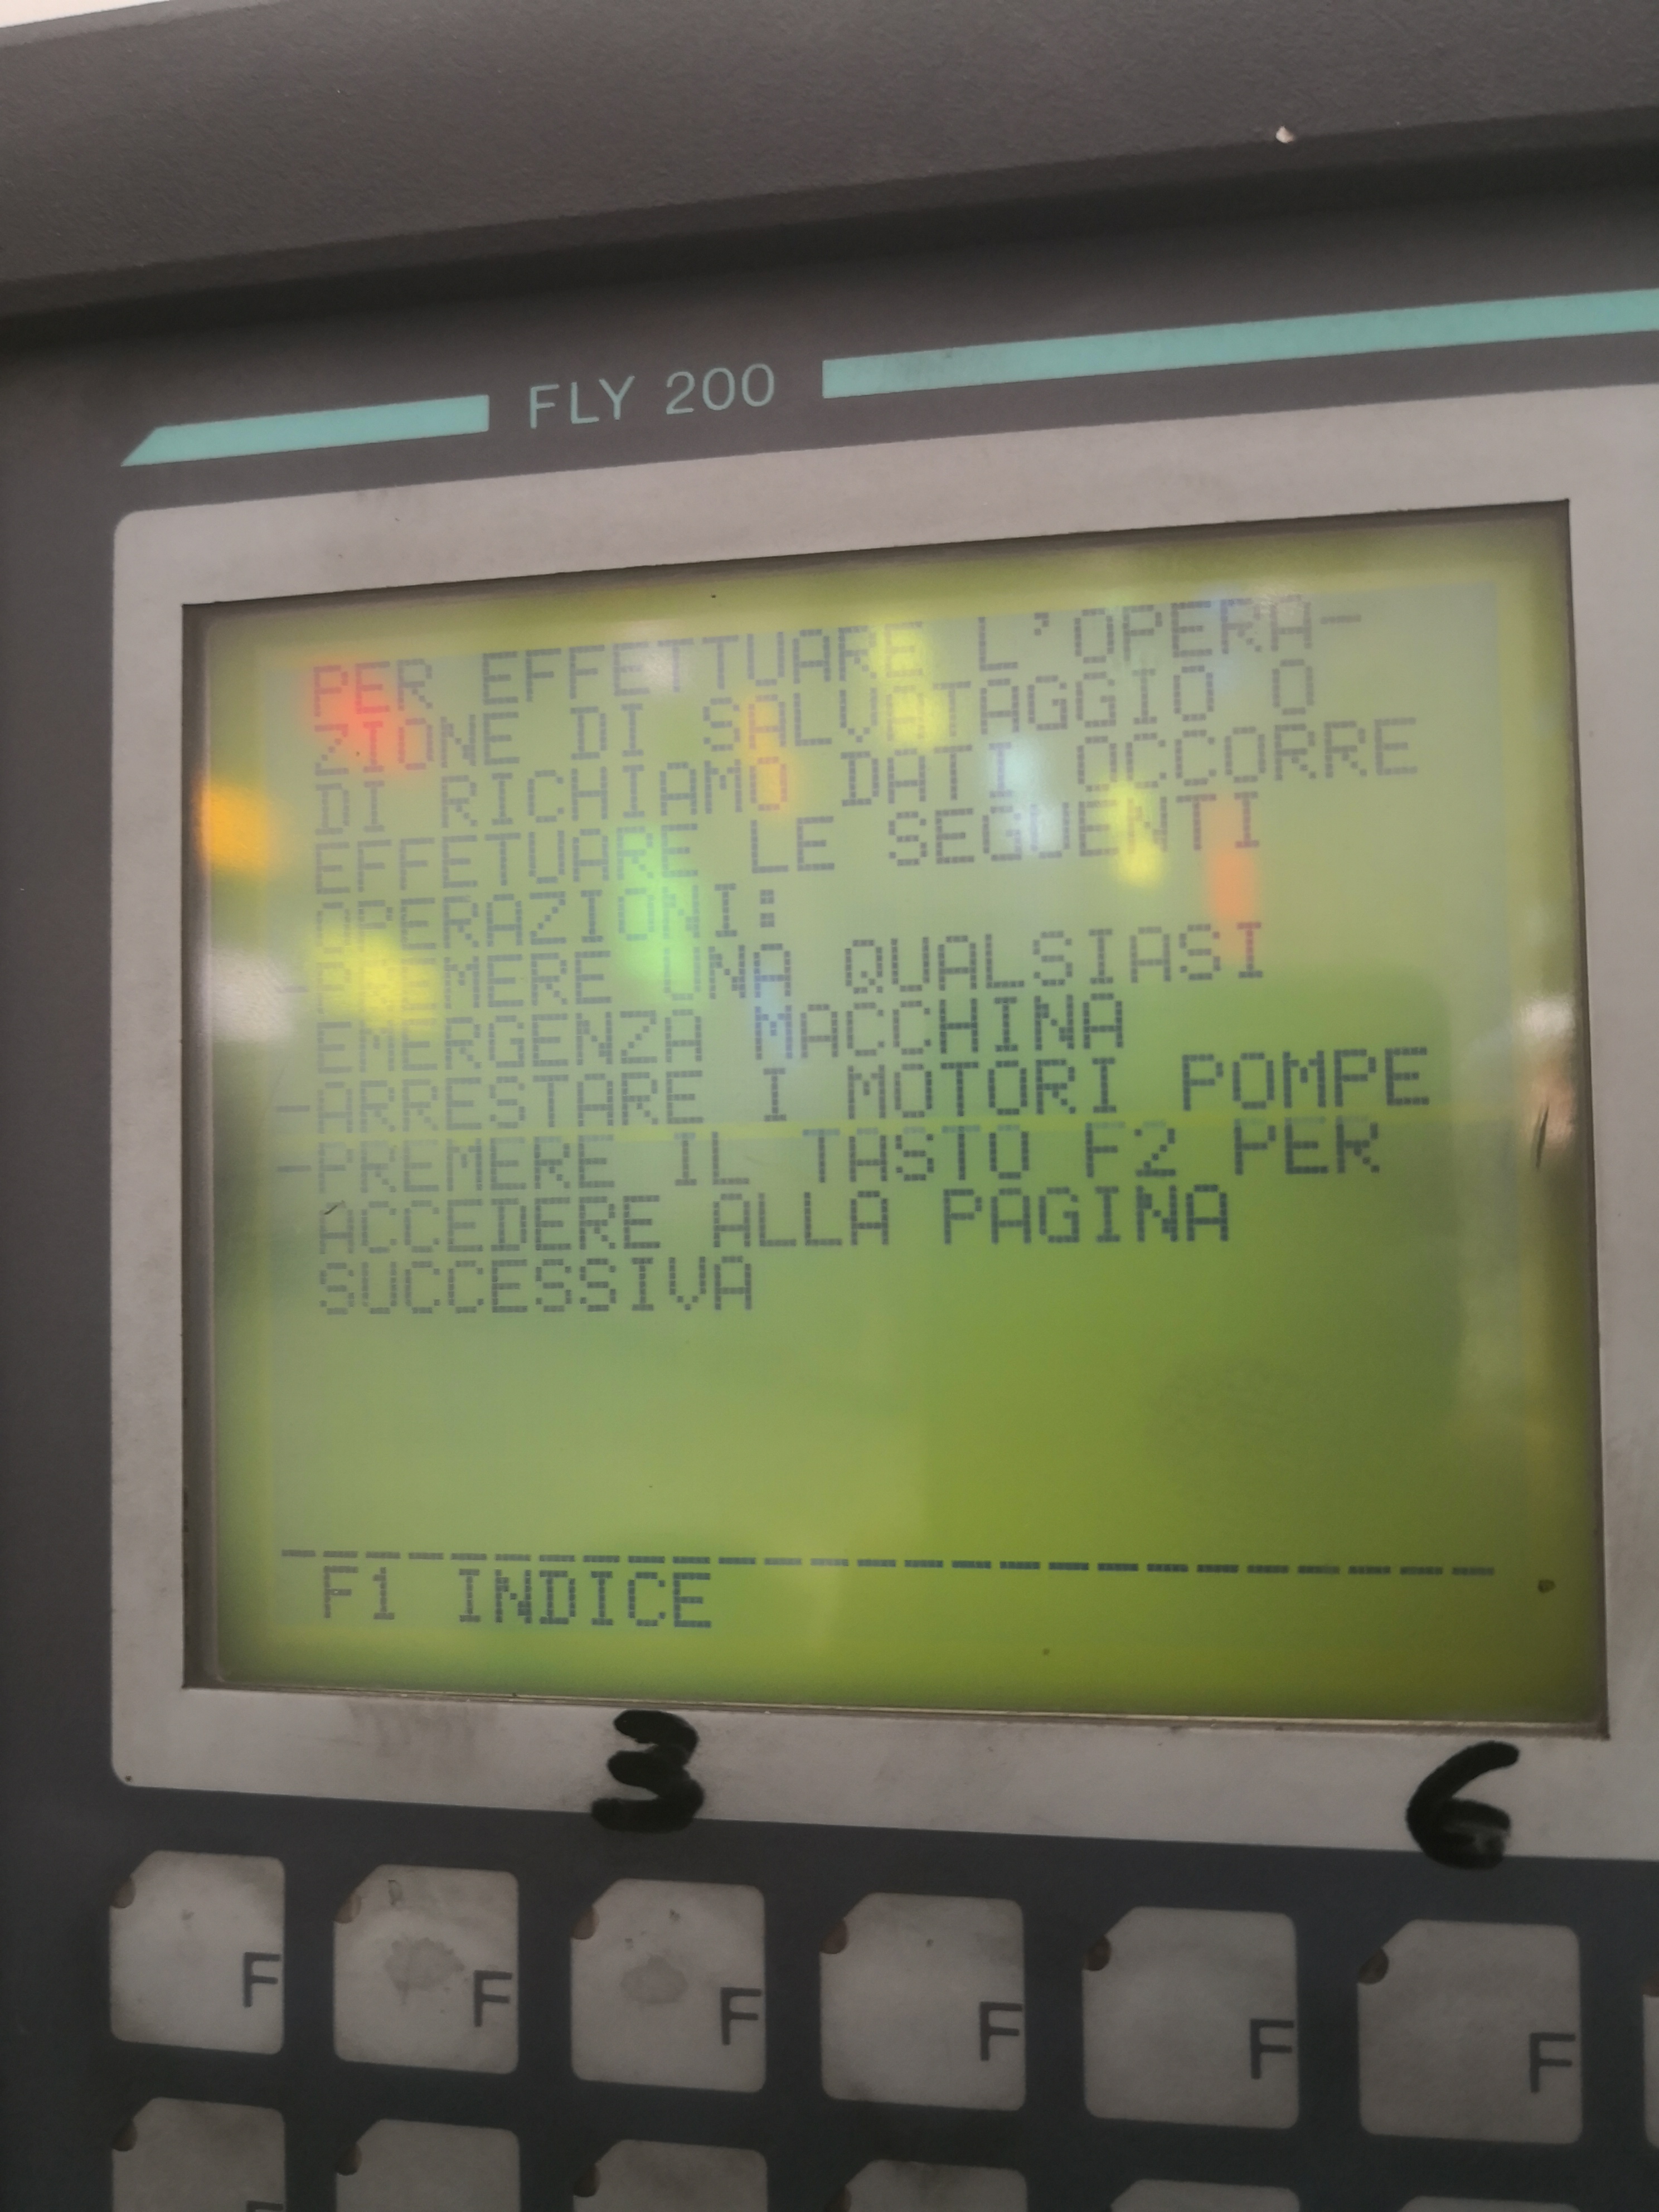 FLY 200
PER EFFETTUARE L'OPERA-
ZIONE DI SALVATAGGIO O
DI RICHIAMO DATI OCCORRE
EFFETUARE LE SEGUENTI
OPERAZIONI:
-PREMERE UNA QUALSIASI
EMERGENZA MACCHINA
-ARRESTARE I MOTORI POMPE
-PREMERE IL TASTO F2 PER
ACCEDERE ALLA PAGINA
SUCCESSIVA
F1 INDICE
3 6
F F F F F F